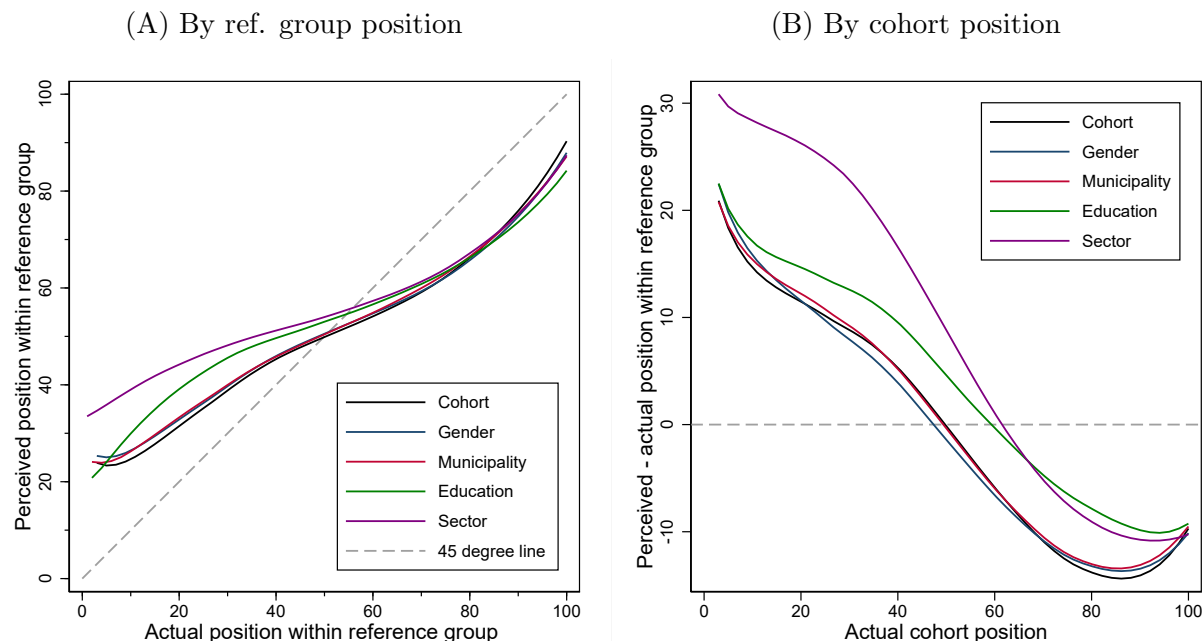 (A) By ref. group position
Perceived position within reference group
100
80
60
40
20
0
Cohort
Gender
Municipality
Education
Sector
45 degree line
0
20
40
60
80
100
Actual position within reference group
(B) By cohort position
Perceived - actual position within reference group
30
20
10
0
-10
Cohort
Gender
Municipality
Education
Sector
0
20
40
60
80
100
Actual cohort position